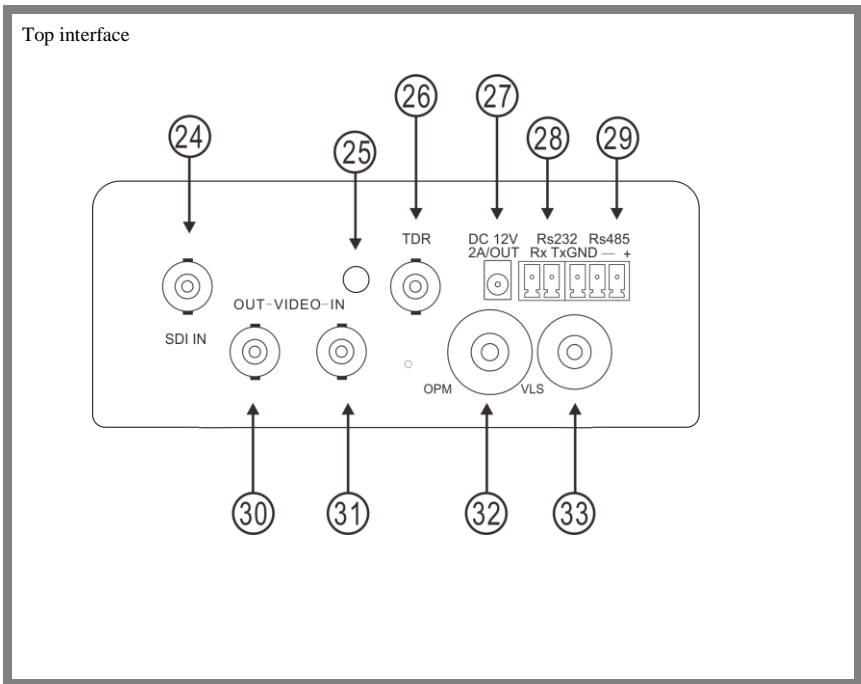 Top interface
24 25 26 27 28 29
TDR DC 12V Rs232 Rs485
2A/OUT Rx TxGND — +
OUT-VIDEO-IN
SDI IN
OPM VLS
30 31 32 33